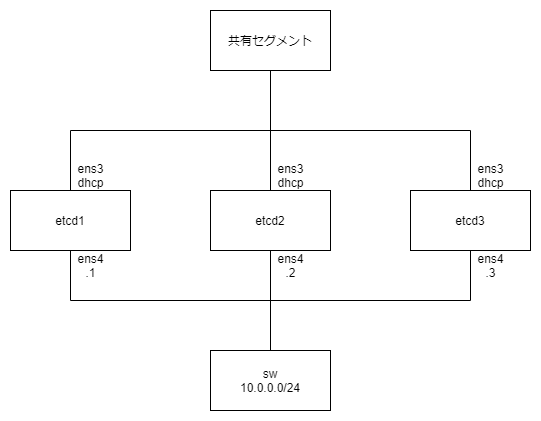 共有セグメント
ens3
dhcp
ens3
dhcp
ens3
dhcp
etcd1
etcd2
etcd3
ens4
.1
ens4
.2
ens4
.3
sw
10.0.0.0/24